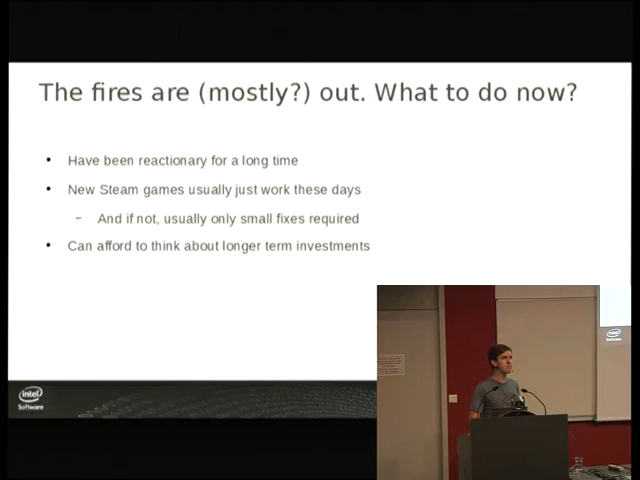 The fires are (mostly?) out. What to do now?
• Have been reactionary for a long time
• New Steam games usually just work these days
– And if not, usually only small fixes required
• Can afford to think about longer term investments
intel
Software
intel
Software